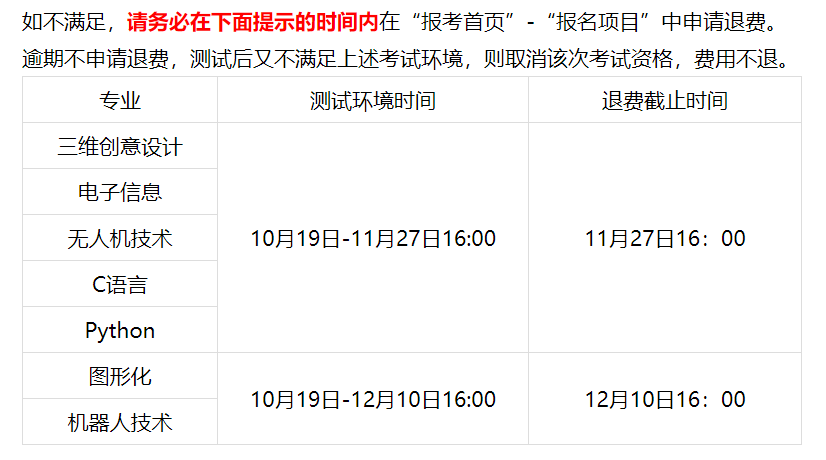 如不满足，请务必在下面提示的时间内在“报考首页”-“报名项目”中申请退费。
逾期不申请退费，测试后又不满足上述考试环境，则取消该次考试资格，费用不退。
专业 测试环境时间 退费截止时间
三维创意设计
电子信息
无人机技术 10月19日-11月27日16:00 11月27日16：00
C语言
Python
图形化
10月19日-12月10日16:00 12月10日16：00
机器人技术